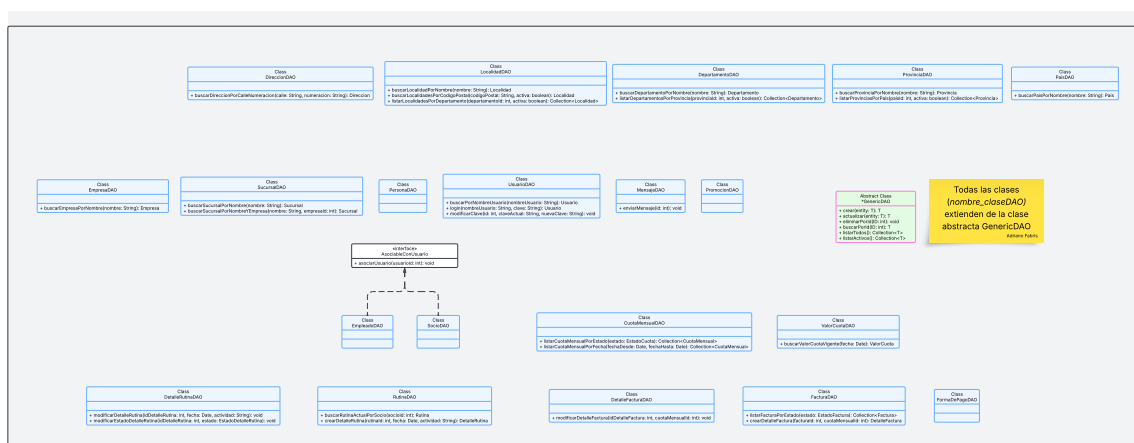 Class
DireccionDAO
+ buscarDireccionPorCalleNumeracion(calle: String, numeracion: String): Direccion
Class
LocalidadDAO
+ buscarLocalidadPorNombre(nombre: String): Localidad
+ buscarLocalidadesPorCodigoPostal(codigoPostal: String, activa: boolean): Localidad
+ listarLocalidadesPorDepartamento(departamentoId: int, activa: boolean): Collection<Localidad>
Class
DepartamentoDAO
+ buscarDepartamentoPorNombre(nombre: String): Departamento
+ listarDepartamentosPorProvincia(provinciaId: int, activa: boolean): Collection<Departamento>
Class
ProvinciaDAO
+ buscarProvinciaPorNombre(nombre: String): Provincia
+ listarProvinciasPorPais(paisId: int, activa: boolean): Collection<Provincia>
Class
PaisDAO
+ buscarPaisPorNombre(nombre: String): Pais
Class
EmpresaDAO
+ buscarEmpresaPorNombre(nombre: String): Empresa
Class
SucursalDAO
+ buscarSucursalPorNombre(nombre: String): Sucursal
+ buscarSucursalPorNombreYEmpresa(nombre: String, empresaId: int): Sucursal
Class
PersonaDAO
Class
UsuarioDAO
+ buscarPorNombreUsuario(nombreUsuario: String): Usuario
+ login(nombreUsuario: String, clave: String): Usuario
+ modificarClave(id: int, claveActual: String, nuevaClave: String): void
Class
MensajeDAO
+ enviarMensaje(id: int): void
Class
PromocionDAO
Abstract Class
*GenericDAO
+ crear(entity: T): T
+ actualizar(entity: T): T
+ eliminarPorId(ID: int): void
+ buscarPorId(ID: int): T
+ listarTodos(): Collection<T>
+ listarActivos(): Collection<T>
Todas las clases
(nombre_claseDAO)
extienden de la clase
abstracta GenericDAO
Adriano Fabris
«interface»
AsociableConUsuario
+ asociarUsuario(usuarioId: int): void
Class
EmpleadoDAO
Class
SocioDAO
Class
CuotaMensualDAO
+ listarCuotaMensualPorEstado(estado: EstadoCuota): Collection<CuotaMensual>
+ listarCuotaMensualPorFecha(fechaDesde: Date, fechaHasta: Date): Collection<CuotaMensual>
Class
ValorCuotaDAO
+ buscarValorCuotaVigente(fecha: Date): ValorCuota
Class
DetalleRutinaDAO
+ modificarDetalleRutina(idDetalleRutina: int, fecha: Date, actividad: String): void
+ modificarEstadoDetalleRutina(idDetalleRutina: int, estado: EstadoDetalleRutina): void
Class
RutinaDAO
+ buscarRutinaActualPorSocio(socioId: int): Rutina
+ crearDetalleRutina(rutinaId: int, fecha: Date, actividad: String): DetalleRutina
Class
DetalleFacturaDAO
+ modificarDetalleFactura(idDetalleFactura: int, cuotaMensualId: int): void
Class
FacturaDAO
+ listarFacturaPorEstado(estado: EstadoFactura): Collection<Factura>
+ crearDetalleFactura(facturaId: int, cuotaMensualId: int): DetalleFactura
Class
FormaDePagoDAO